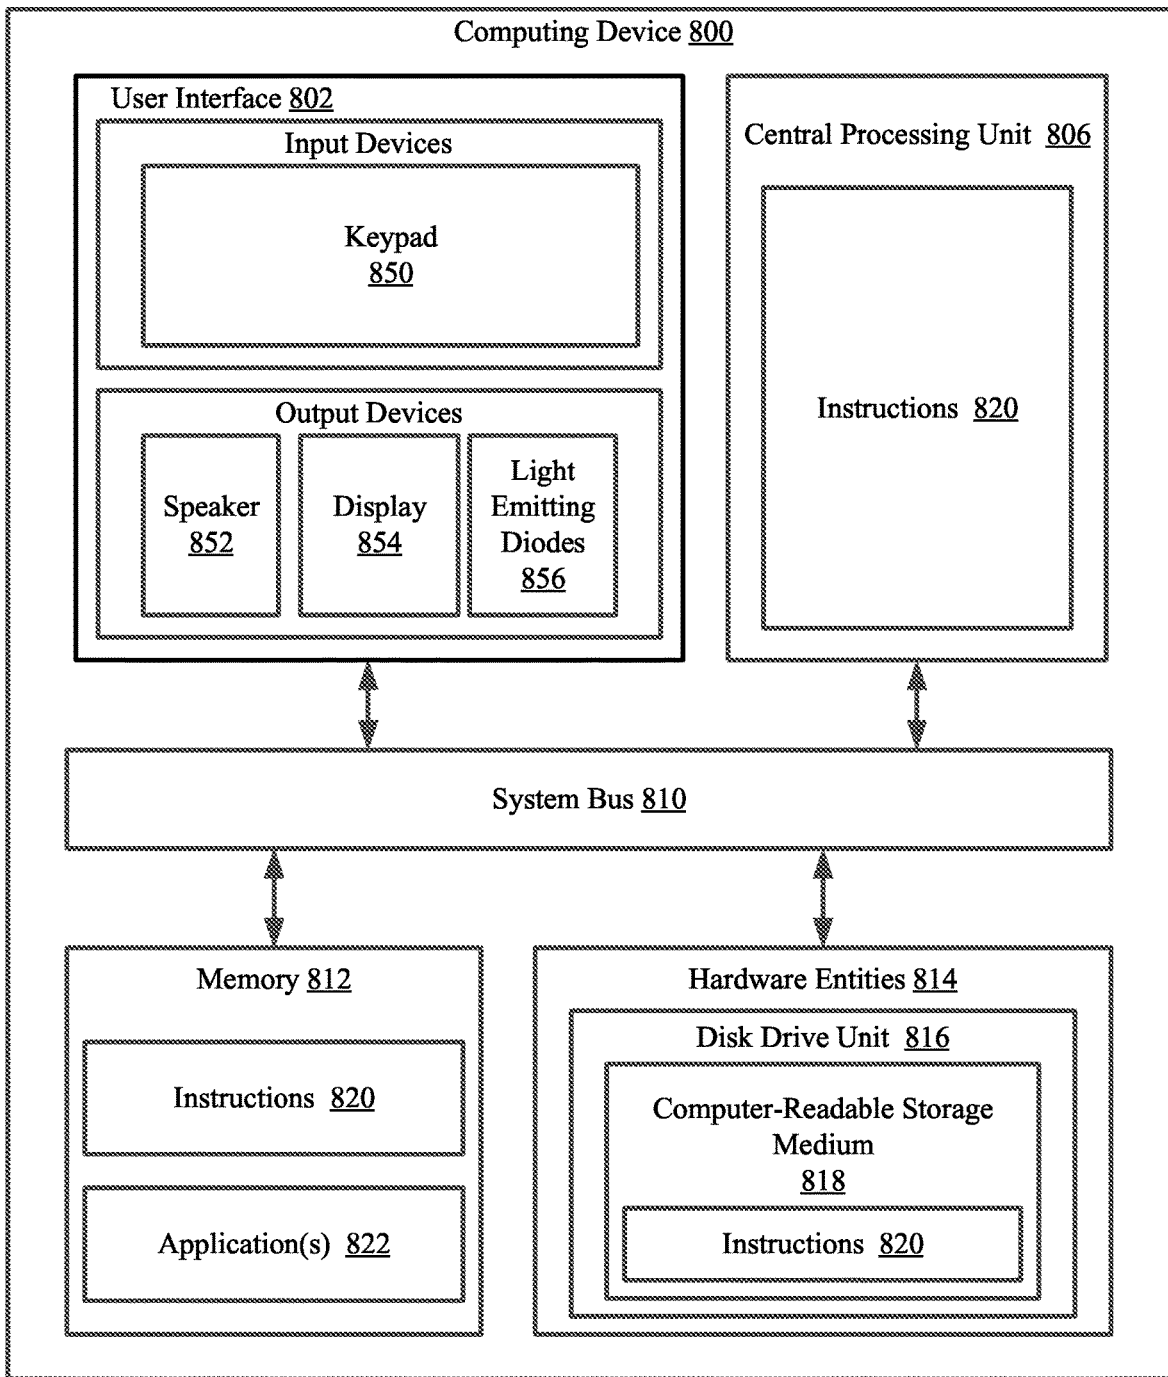 Computing Device 800
User Interface 802
Input Devices
Keypad
850
Output Devices
Speaker
852
Display
854
Light
Emitting
Diodes
856
Central Processing Unit 806
Instructions 820
System Bus 810
Memory 812
Instructions 820
Application(s) 822
Hardware Entities 814
Disk Drive Unit 816
Computer-Readable Storage
Medium
818
Instructions 820